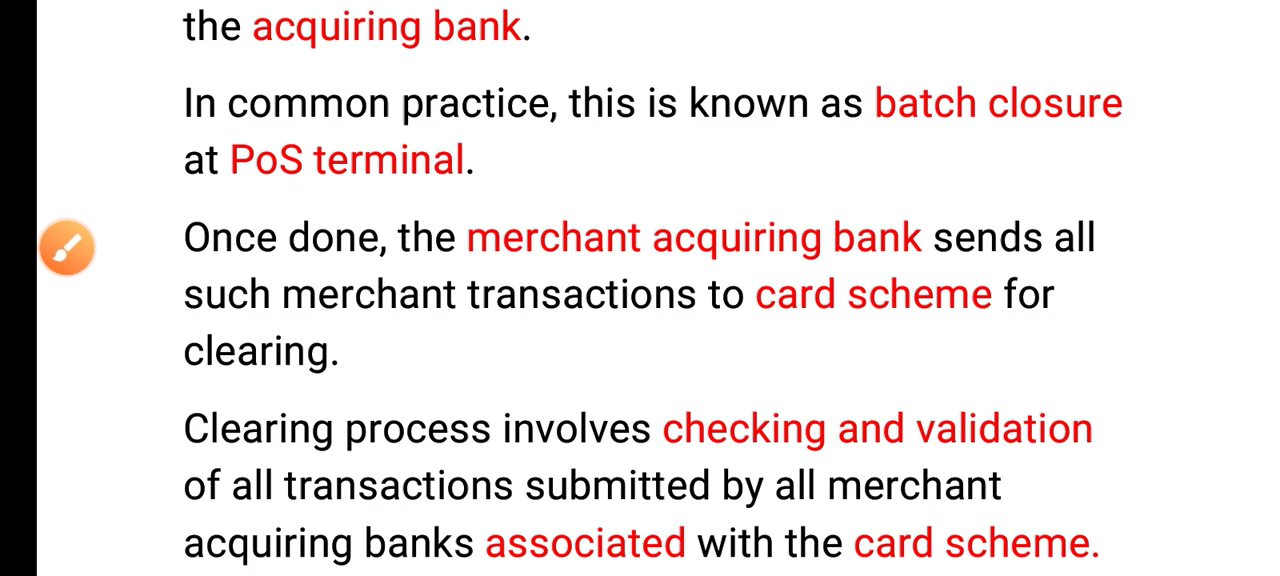 the acquiring bank.
In common practice, this is known as batch closure
at PoS terminal.
Once done, the merchant acquiring bank sends all
such merchant transactions to card scheme for
clearing.
Clearing process involves checking and validation
of all transactions submitted by all merchant
acquiring banks associated with the card scheme.